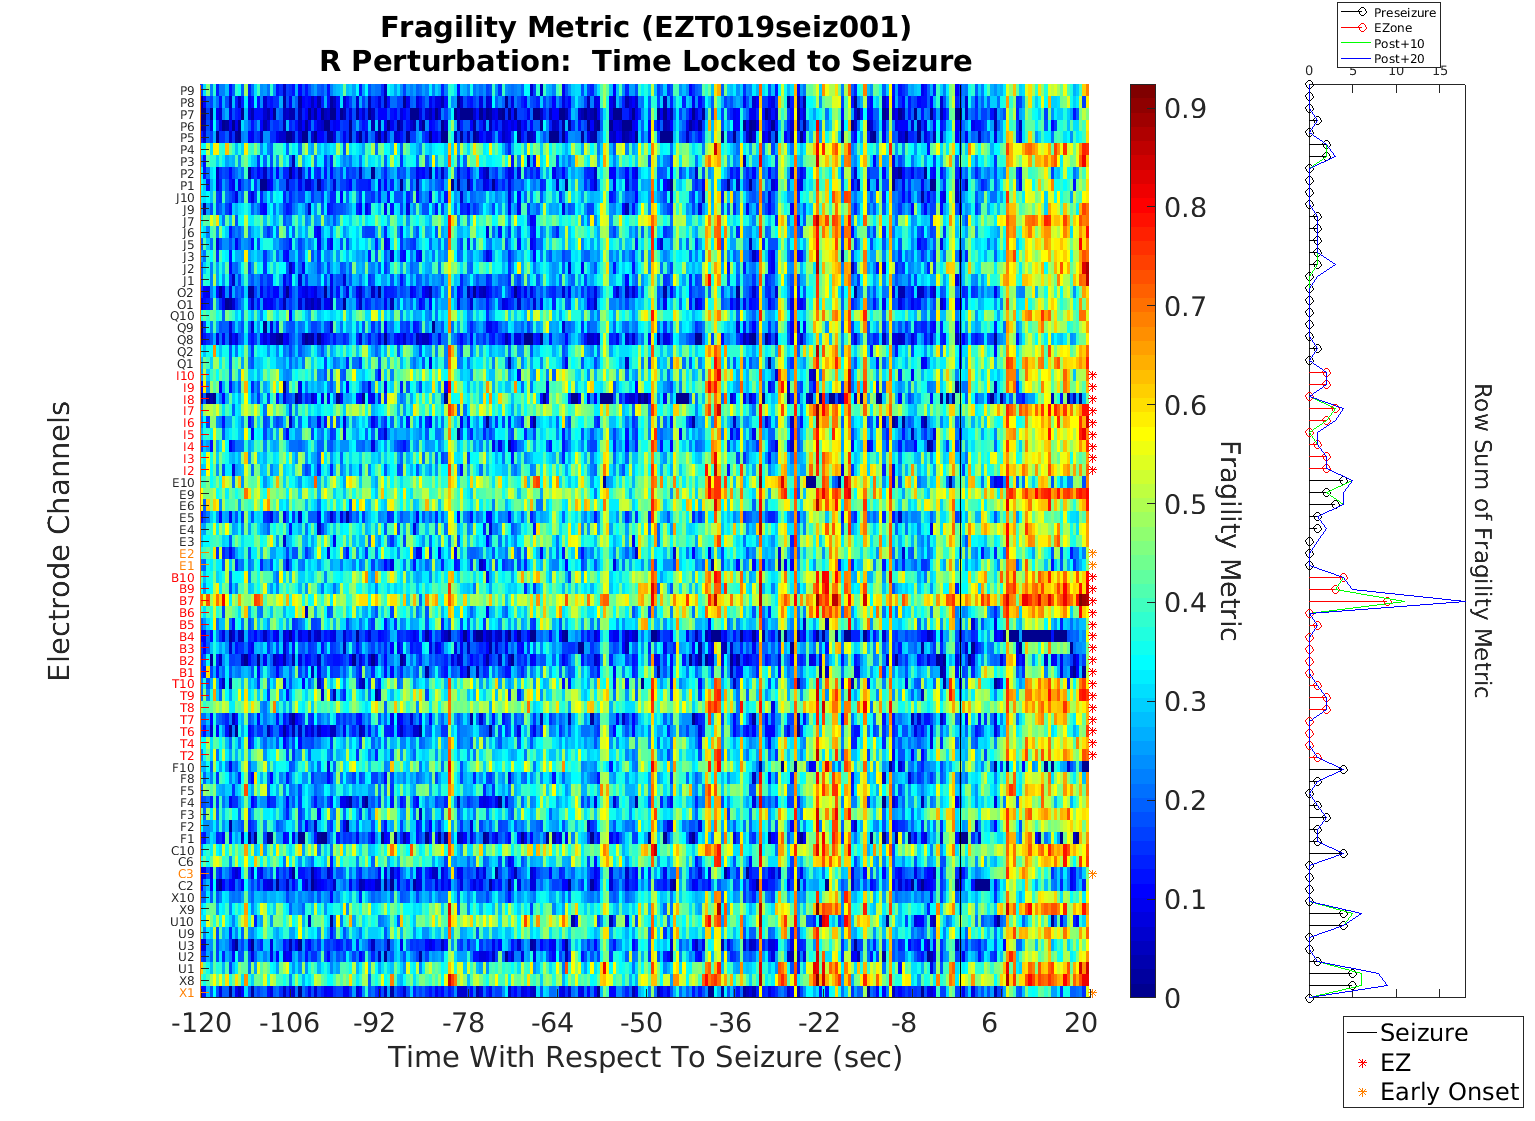 Fragility Metric (EZT019seiz001)
R Perturbation:  Time Locked to Seizure
Preseizure
EZone
Post+10
Post+20
0 5 10 15
P9
P8
P7
P6
P5
P4
P3
P2
P1
J10
J9
J7
J6
J5
J3
J2
J1
O2
O1
Q10
Q9
Q8
Q2
Q1
I10
I9
I8
I7
I6
I5
I4
I3
I2
E10
E9
E6
E5
E4
E3
E2
E1
B10
B9
B7
B6
B5
B4
B3
B2
B1
T10
T9
T8
T7
T6
T4
T2
F10
F8
F5
F4
F3
F2
F1
C10
C6
C3
C2
X10
X9
U10
U9
U3
U2
U1
X8
X1
Electrode Channels
-120 -106 -92 -78 -64 -50 -36 -22 -8 6 20
Time With Respect To Seizure (sec)
0.9
0.8
0.7
0.6
0.5
0.4
0.3
0.2
0.1
0
Fragility Metric
Row Sum of Fragility Metric
Seizure
EZ
Early Onset